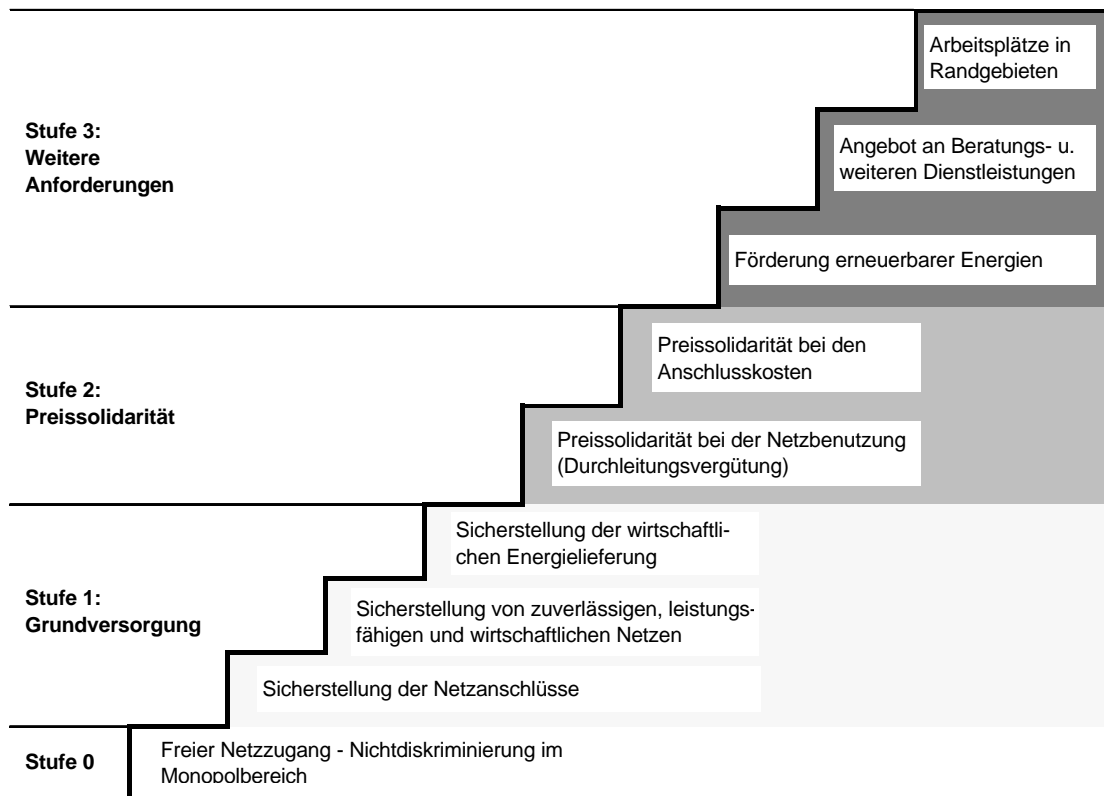 Arbeitsplätze in
Randgebieten
Stufe 3:
Weitere
Anforderungen
Angebot an Beratungs- u.
weiteren Dienstleistungen
Förderung erneuerbarer Energien
Preissolidarität bei den
Anschlusskosten
Stufe 2:
Preissolidarität
Preissolidarität bei der Netzbenutzung
(Durchleitungsvergütung)
Sicherstellung der wirtschaftli-
chen Energielieferung
Stufe 1:
Grundversorgung
Sicherstellung von zuverlässigen, leistungs-
fähigen und wirtschaftlichen Netzen
Sicherstellung der Netzanschlüsse
Stufe 0
Freier Netzzugang - Nichtdiskriminierung im
Monopolbereich